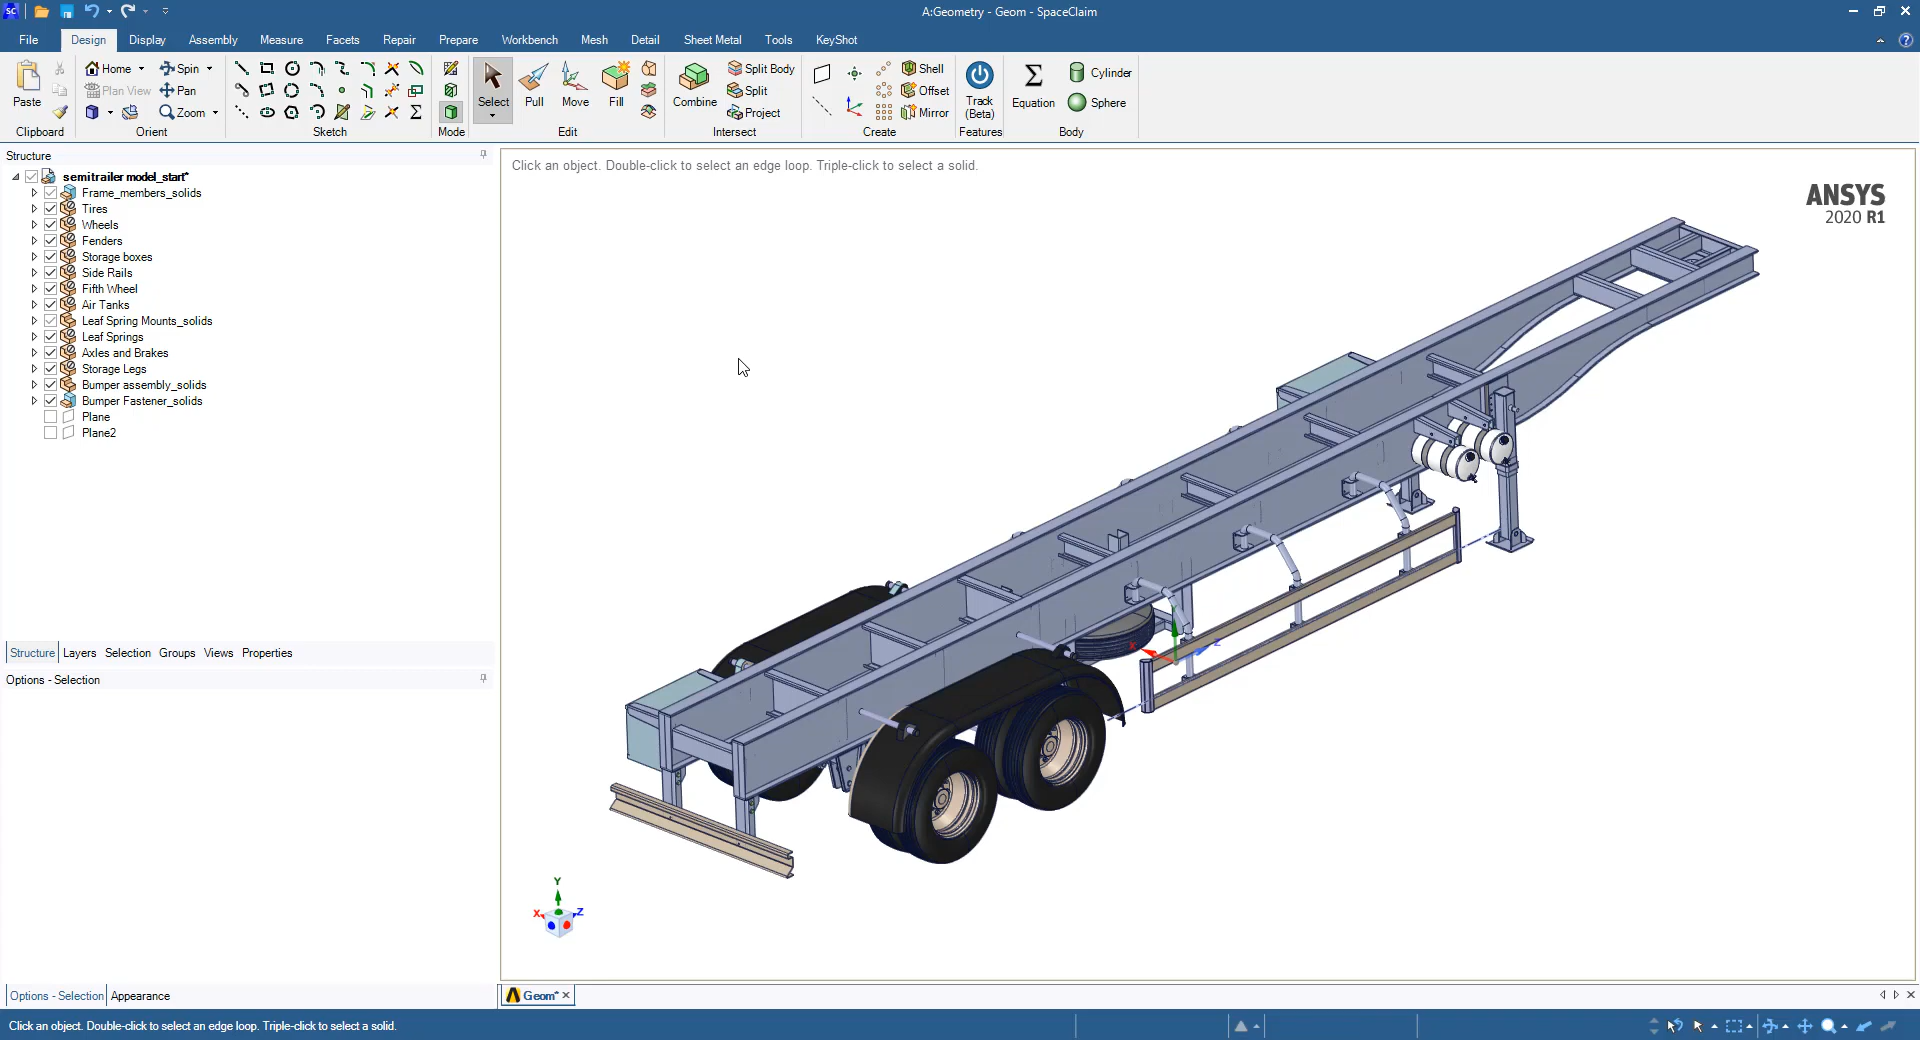 A:Geometry - Geom - SpaceClaim
File Design Display Assembly Measure Facets Repair Prepare Workbench Mesh Detail Sheet Metal Tools KeyShot
Paste
Home Spin
Plan View Pan
Zoom
Select Pull Move Fill
Combine
Split Body
Split
Project
Shell
Offset
Mirror
Track
(Beta)
Equation
Cylinder
Sphere
Clipboard Orient Sketch Mode Edit Intersect Create Features Body
Structure
semitrailer model_start*
Frame_members_solids
Tires
Wheels
Fenders
Storage boxes
Side Rails
Fifth Wheel
Air Tanks
Leaf Spring Mounts_solids
Leaf Springs
Axles and Brakes
Storage Legs
Bumper assembly_solids
Bumper Fastener_solids
Plane
Plane2
Structure Layers Selection Groups Views Properties
Options - Selection
Options - Selection Appearance
Click an object. Double-click to select an edge loop. Triple-click to select a solid.
ANSYS
2020 R1
X
Z
Y
X
Z
Geom*
Click an object. Double-click to select an edge loop. Triple-click to select a solid.